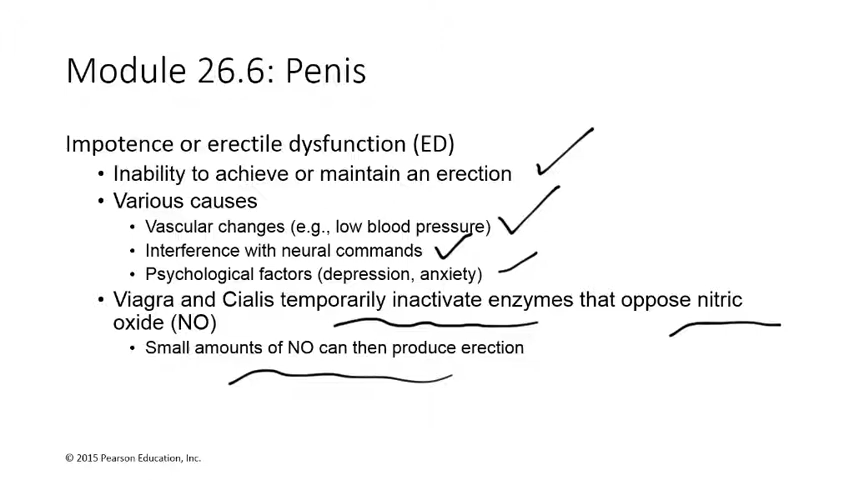 Module 26.6: Penis
Impotence or erectile dysfunction (ED)
• Inability to achieve or maintain an erection
• Various causes
• Vascular changes (e.g., low blood pressure)
• Interference with neural commands
• Psychological factors (depression, anxiety)
• Viagra and Cialis temporarily inactivate enzymes that oppose nitric
oxide (NO)
• Small amounts of NO can then produce erection
© 2015 Pearson Education, Inc.